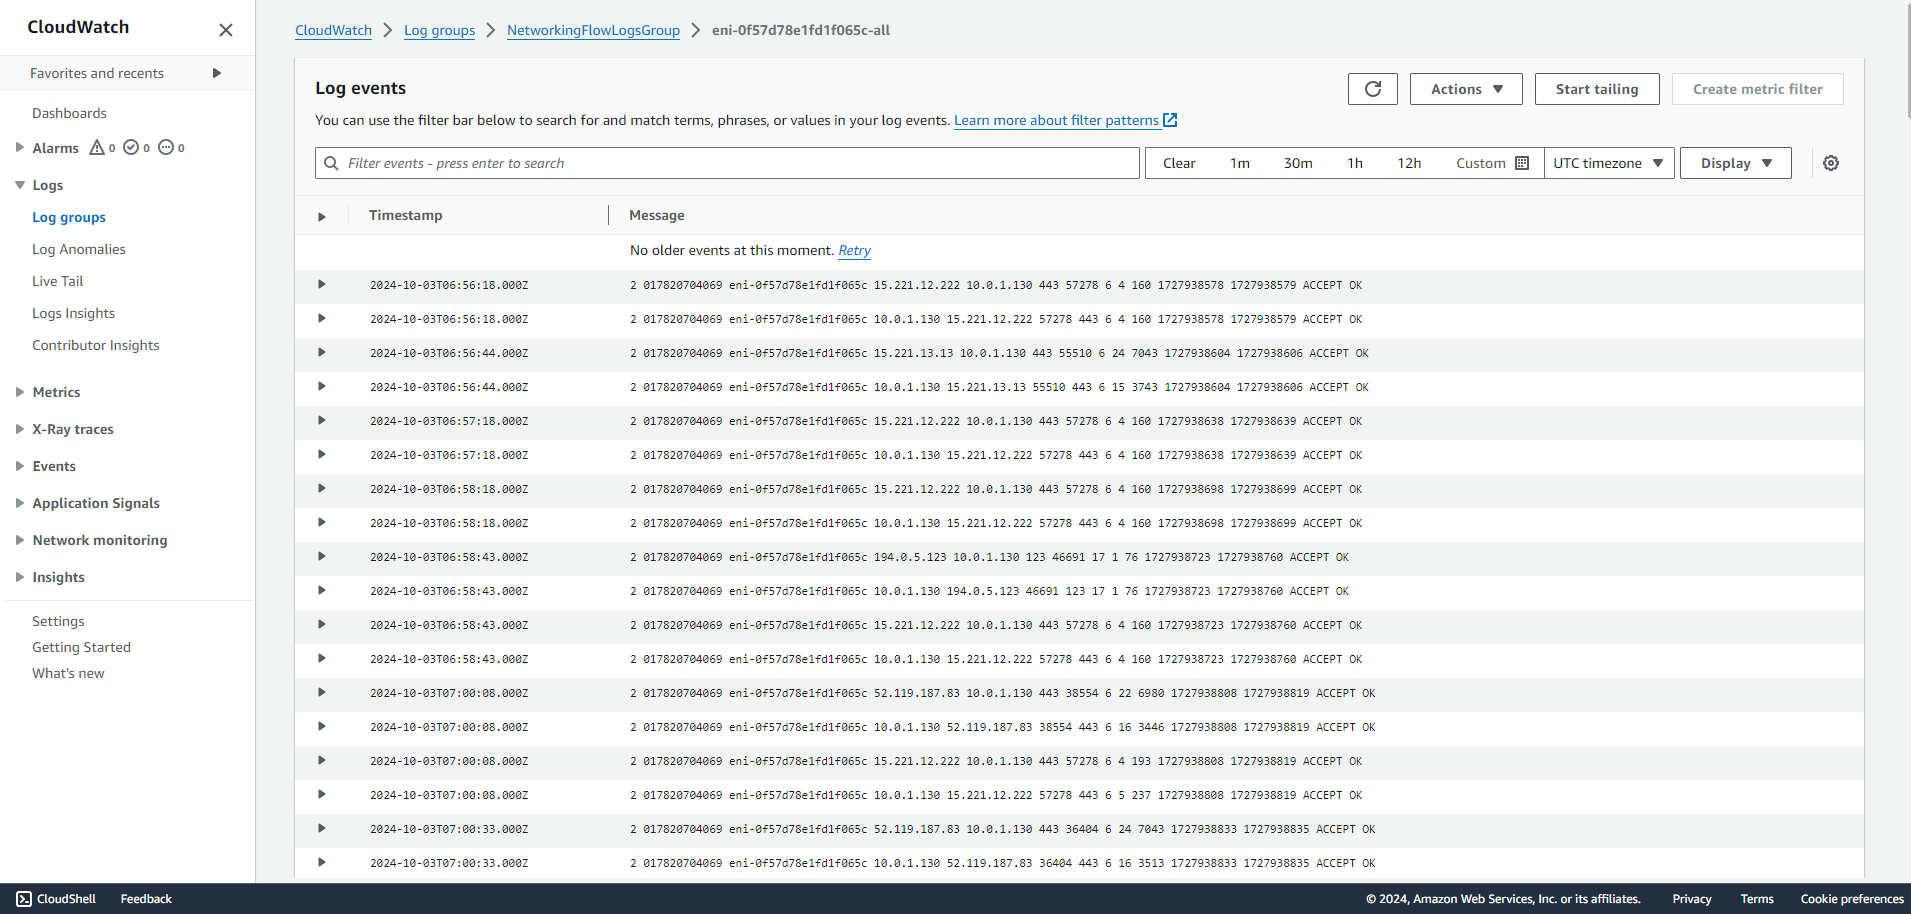 CloudWatch
Favorites and recents
Dashboards
Alarms 0 0 0
Logs
Log groups
Log Anomalies
Live Tail
Logs Insights
Contributor Insights
Metrics
X-Ray traces
Events
Application Signals
Network monitoring
Insights
Settings
Getting Started
What's new
CloudWatch > Log groups > NetworkingFlowLogsGroup > eni-0f57d78e1fd1f065c-all
Log events
Actions Start tailing Create metric filter
You can use the filter bar below to search for and match terms, phrases, or values in your log events. Learn more about filter patterns
Filter events - press enter to search
Clear 1m 30m 1h 12h Custom UTC timezone Display
Timestamp Message
No older events at this moment. Retry
2024-10-03T06:56:18.000Z 2 017820704069 eni-0f57d78e1fd1f065c 15.221.12.222 10.0.1.130 443 57278 6 4 160 1727938578 1727938579 ACCEPT OK
2024-10-03T06:56:18.000Z 2 017820704069 eni-0f57d78e1fd1f065c 10.0.1.130 15.221.12.222 57278 443 6 4 160 1727938578 1727938579 ACCEPT OK
2024-10-03T06:56:44.000Z 2 017820704069 eni-0f57d78e1fd1f065c 15.221.13.13 10.0.1.130 443 55510 6 24 7043 1727938604 1727938606 ACCEPT OK
2024-10-03T06:56:44.000Z 2 017820704069 eni-0f57d78e1fd1f065c 10.0.1.130 15.221.13.13 55510 443 6 15 3743 1727938604 1727938606 ACCEPT OK
2024-10-03T06:57:18.000Z 2 017820704069 eni-0f57d78e1fd1f065c 15.221.12.222 10.0.1.130 443 57278 6 4 160 1727938638 1727938639 ACCEPT OK
2024-10-03T06:57:18.000Z 2 017820704069 eni-0f57d78e1fd1f065c 10.0.1.130 15.221.12.222 57278 443 6 4 160 1727938638 1727938639 ACCEPT OK
2024-10-03T06:58:18.000Z 2 017820704069 eni-0f57d78e1fd1f065c 15.221.12.222 10.0.1.130 443 57278 6 4 160 1727938698 1727938699 ACCEPT OK
2024-10-03T06:58:18.000Z 2 017820704069 eni-0f57d78e1fd1f065c 10.0.1.130 15.221.12.222 57278 443 6 4 160 1727938698 1727938699 ACCEPT OK
2024-10-03T06:58:43.000Z 2 017820704069 eni-0f57d78e1fd1f065c 194.0.5.123 10.0.1.130 123 46691 17 1 76 1727938723 1727938760 ACCEPT OK
2024-10-03T06:58:43.000Z 2 017820704069 eni-0f57d78e1fd1f065c 10.0.1.130 194.0.5.123 46691 123 17 1 76 1727938723 1727938760 ACCEPT OK
2024-10-03T06:58:43.000Z 2 017820704069 eni-0f57d78e1fd1f065c 15.221.12.222 10.0.1.130 443 57278 6 4 160 1727938723 1727938760 ACCEPT OK
2024-10-03T06:58:43.000Z 2 017820704069 eni-0f57d78e1fd1f065c 10.0.1.130 15.221.12.222 57278 443 6 4 160 1727938723 1727938760 ACCEPT OK
2024-10-03T07:00:08.000Z 2 017820704069 eni-0f57d78e1fd1f065c 52.119.187.83 10.0.1.130 443 38554 6 22 6980 1727938808 1727938819 ACCEPT OK
2024-10-03T07:00:08.000Z 2 017820704069 eni-0f57d78e1fd1f065c 10.0.1.130 52.119.187.83 38554 443 6 16 3446 1727938808 1727938819 ACCEPT OK
2024-10-03T07:00:08.000Z 2 017820704069 eni-0f57d78e1fd1f065c 15.221.12.222 10.0.1.130 443 57278 6 4 193 1727938808 1727938819 ACCEPT OK
2024-10-03T07:00:08.000Z 2 017820704069 eni-0f57d78e1fd1f065c 10.0.1.130 15.221.12.222 57278 443 6 5 237 1727938808 1727938819 ACCEPT OK
2024-10-03T07:00:33.000Z 2 017820704069 eni-0f57d78e1fd1f065c 52.119.187.83 10.0.1.130 443 36404 6 24 7043 1727938833 1727938835 ACCEPT OK
2024-10-03T07:00:33.000Z 2 017820704069 eni-0f57d78e1fd1f065c 10.0.1.130 52.119.187.83 36404 443 6 16 3513 1727938833 1727938835 ACCEPT OK
CloudShell Feedback © 2024, Amazon Web Services, Inc. or its affiliates. Privacy Terms Cookie preferences